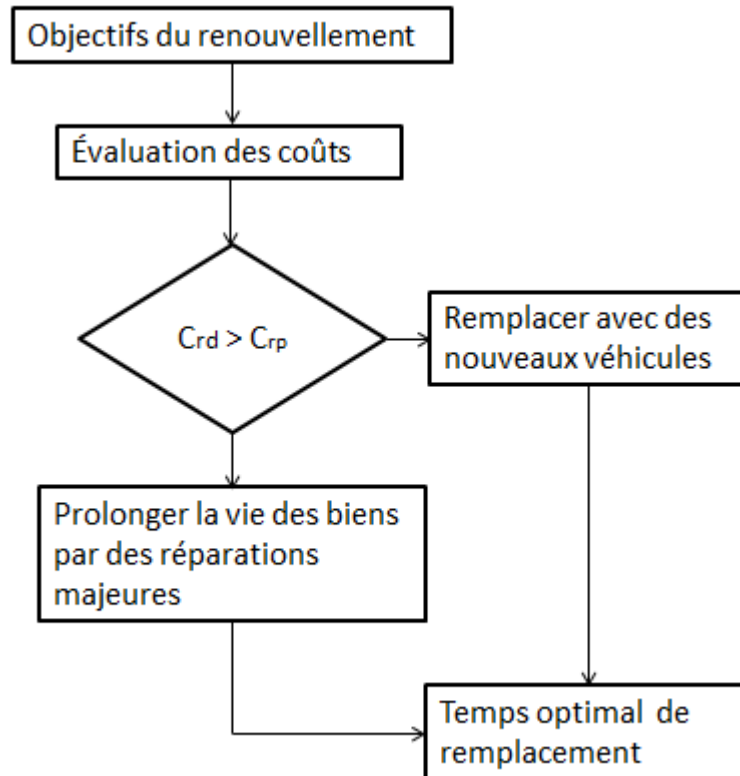 Objectifs du renouvellement
Évaluation des coûts
Crd > Crp
Remplacer avec des
nouveaux véhicules
Prolonger la vie des biens
par des réparations
majeures
Temps optimal de
remplacement